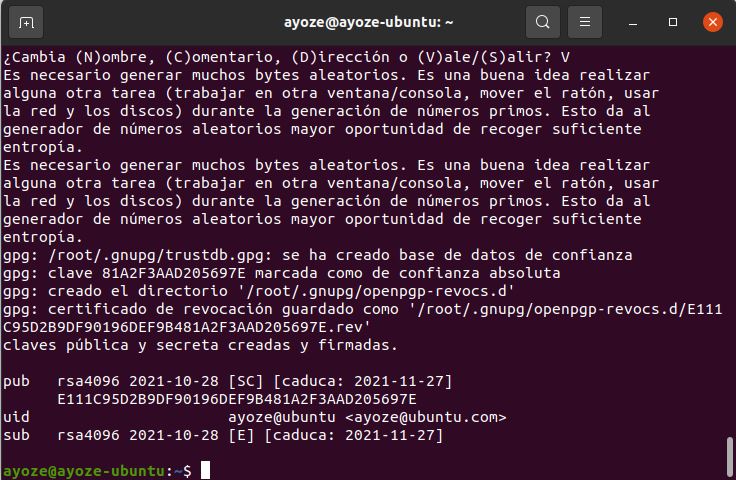 ayoze@ayoze-ubuntu: ~
¿Cambia (N)ombre, (C)omentario, (D)irección o (V)ale/(S)alir? V
Es necesario generar muchos bytes aleatorios. Es una buena idea realizar
alguna otra tarea (trabajar en otra ventana/consola, mover el ratón, usar
la red y los discos) durante la generación de números primos. Esto da al
generador de números aleatorios mayor oportunidad de recoger suficiente
entropía.
Es necesario generar muchos bytes aleatorios. Es una buena idea realizar
alguna otra tarea (trabajar en otra ventana/consola, mover el ratón, usar
la red y los discos) durante la generación de números primos. Esto da al
generador de números aleatorios mayor oportunidad de recoger suficiente
entropía.
gpg: /root/.gnupg/trustdb.gpg: se ha creado base de datos de confianza
gpg: clave 81A2F3AAD205697E marcada como de confianza absoluta
gpg: creado el directorio '/root/.gnupg/openpgp-revocs.d'
gpg: certificado de revocación guardado como '/root/.gnupg/openpgp-revocs.d/E111
C95D2B9DF90196DEF9B481A2F3AAD205697E.rev'
claves pública y secreta creadas y firmadas.
pub   rsa4096 2021-10-28 [SC] [caduca: 2021-11-27]
      E111C95D2B9DF90196DEF9B481A2F3AAD205697E
uid                      ayoze@ubuntu <ayoze@ubuntu.com>
sub   rsa4096 2021-10-28 [E] [caduca: 2021-11-27]
ayoze@ayoze-ubuntu:~$